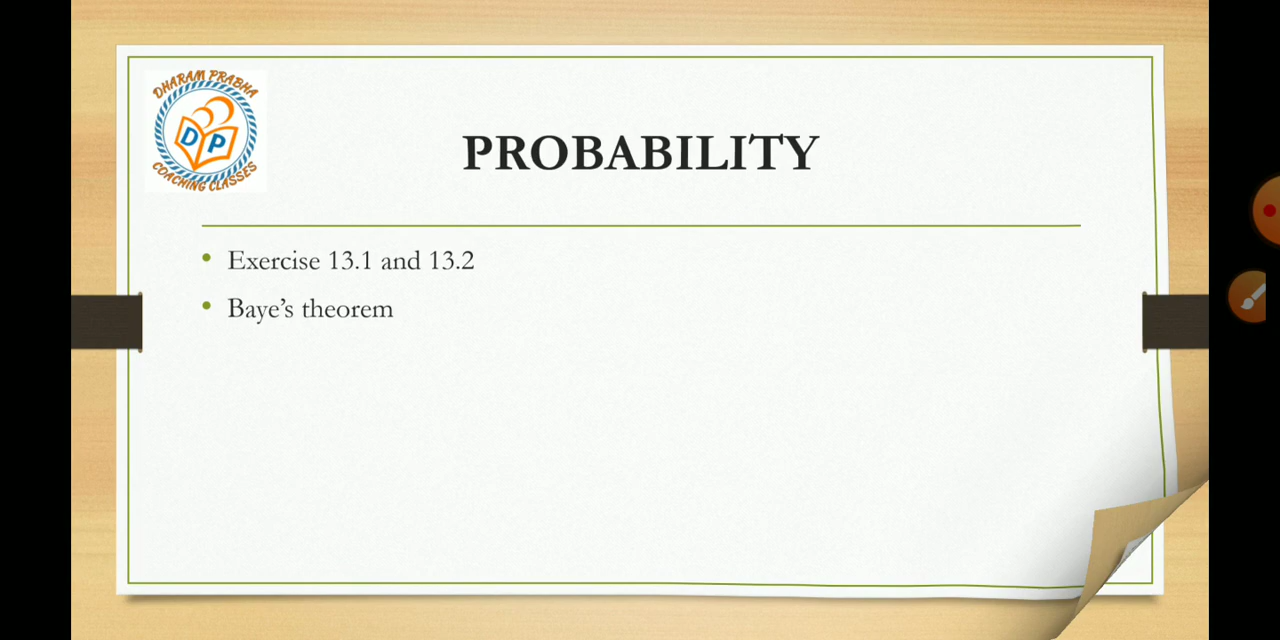 DHARAM PRABHA
DP
COACHING CLASSES
PROBABILITY
• Exercise 13.1 and 13.2
• Baye’s theorem